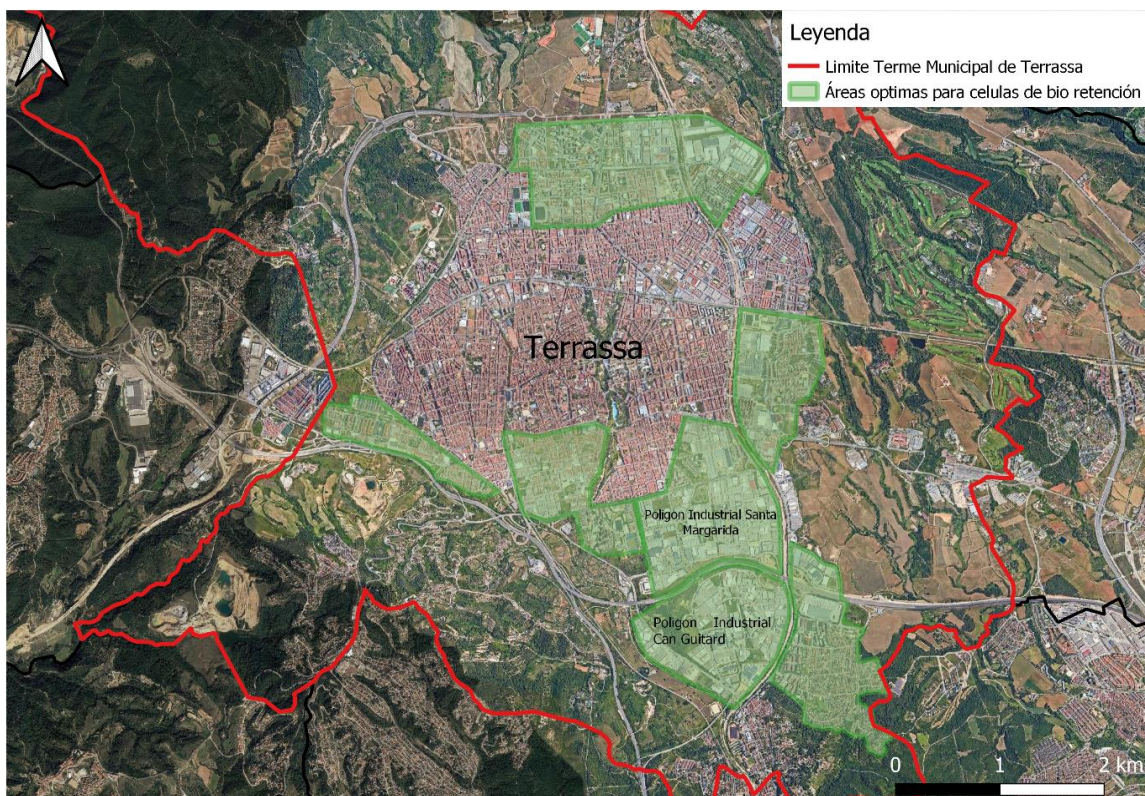 Leyenda
Limite Terme Municipal de Terrassa
Áreas optimas para celulas de bio retención
Terrassa
Poligon Industrial Santa
Margarida
Poligon Industrial
Can Guitard
0 1 2 km